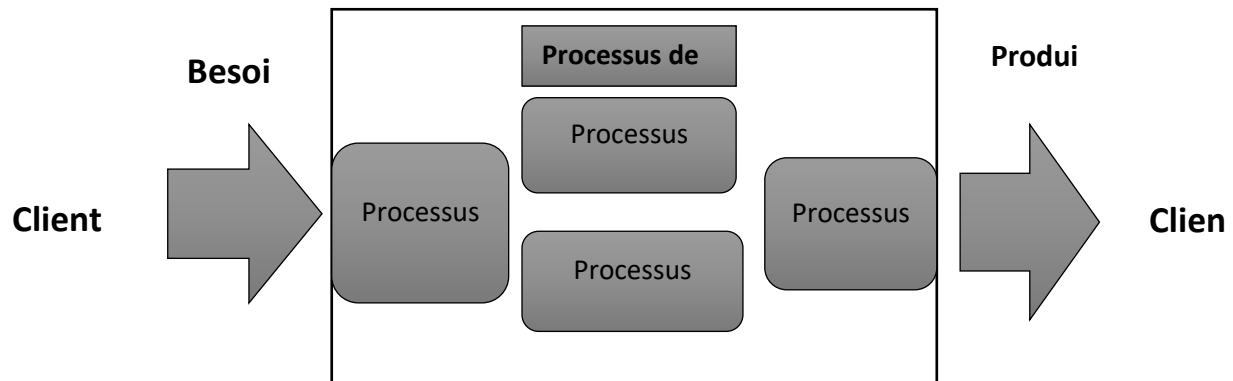 Processus de
Besoi
Produi
Processus
Processus
Processus
Client
Clien
Processus